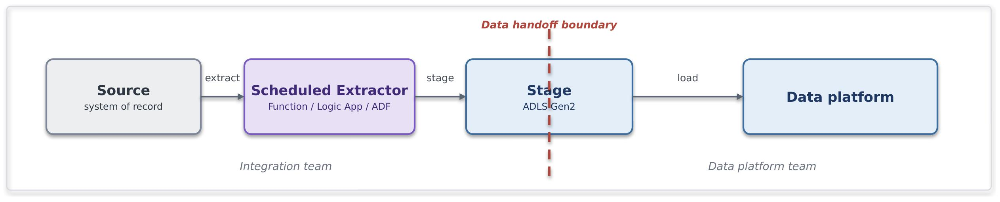 Data handoff boundary
extract
stage
load
Source
system of record
Scheduled Extractor
Function / Logic App / ADF
Stage
ADLS Gen2
Data platform
Integration team
Data platform team